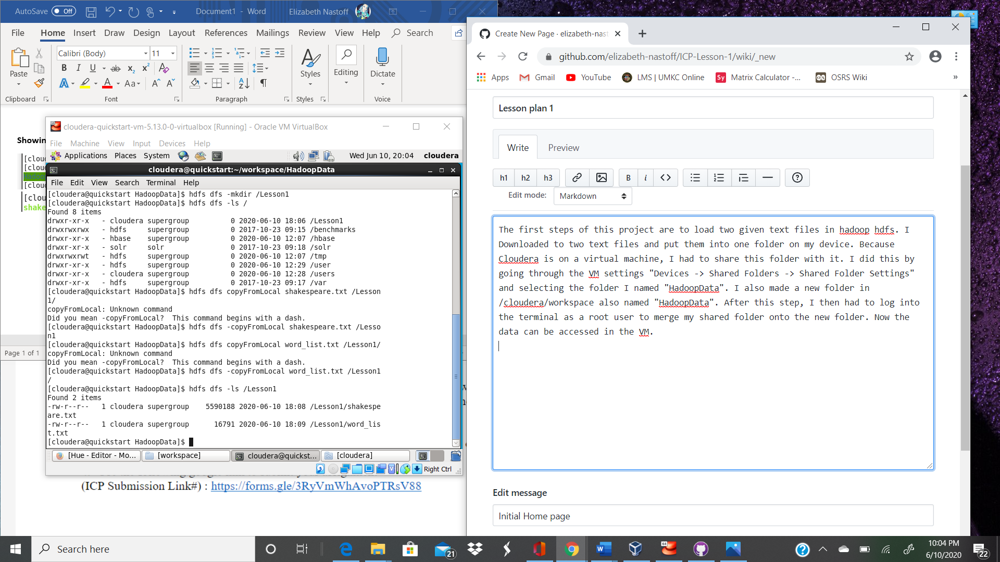 AutoSave Off
Document1 - Word
Elizabeth Nastoff
File Home Insert Draw Design Layout References Mailings Review View Help Search
Calibri (Body) 11
Paste
Styles
Editing
Dictate
Clipboard Font Paragraph Styles Voice
Showin
[clou
[clou
[clou
[clou
shake
Page 1 of 1
cloudera-quickstart-vm-5.13.0-0-virtualbox [Running] - Oracle VM VirtualBox
File Machine View Input Devices Help
Applications Places System
Wed Jun 10, 20:04 cloudera
cloudera@quickstart:~/workspace/HadoopData
File Edit View Search Terminal Help
[cloudera@quickstart HadoopData]$ hdfs dfs -mkdir /Lesson1
[cloudera@quickstart HadoopData]$ hdfs dfs -ls /
Found 8 items
drwxr-xr-x - cloudera supergroup 0 2020-06-10 18:06 /Lesson1
drwxrwxrwx - hdfs supergroup 0 2017-10-23 09:15 /benchmarks
drwxr-xr-x - hbase supergroup 0 2020-06-10 12:07 /hbase
drwxr-xr-x - solr solr 0 2017-10-23 09:18 /solr
drwxrwxrwt - hdfs supergroup 0 2020-06-10 12:07 /tmp
drwxr-xr-x - hdfs supergroup 0 2020-06-10 12:29 /user
drwxr-xr-x - cloudera supergroup 0 2020-06-10 12:28 /users
drwxr-xr-x - hdfs supergroup 0 2017-10-23 09:17 /var
[cloudera@quickstart HadoopData]$ hdfs dfs copyFromLocal shakespeare.txt /Lesson
1/
copyFromLocal: Unknown command
Did you mean -copyFromLocal? This command begins with a dash.
[cloudera@quickstart HadoopData]$ hdfs dfs -copyFromLocal shakespeare.txt /Lesso
n1
[cloudera@quickstart HadoopData]$ hdfs dfs copyFromLocal word_list.txt /Lesson1/
copyFromLocal: Unknown command
Did you mean -copyFromLocal? This command begins with a dash.
[cloudera@quickstart HadoopData]$ hdfs dfs -copyFromLocal word_list.txt /Lesson1
/
[cloudera@quickstart HadoopData]$ hdfs dfs -ls /Lesson1
Found 2 items
-rw-r--r-- 1 cloudera supergroup 5590188 2020-06-10 18:08 /Lesson1/shakespe
are.txt
-rw-r--r-- 1 cloudera supergroup 16791 2020-06-10 18:09 /Lesson1/word_lis
t.txt
[cloudera@quickstart HadoopData]$
[Hue - Editor - Mo... [workspace] cloudera@quickst... [cloudera]
Right Ctrl
(ICP Submission Link#) : https://forms.gle/3RyVmWhAvoPTRsV88
Create New Page · elizabeth-nast
github.com/elizabeth-nastoff/ICP-Lesson-1/wiki/_new
Apps Gmail YouTube LMS | UMKC Online Matrix Calculator -... OSRS Wiki »
Lesson plan 1
Write Preview
h1 h2 h3 B i
Edit mode: Markdown
The first steps of this project are to load two given text files in hadoop hdfs. I
Downloaded to two text files and put them into one folder on my device. Because
Cloudera is on a virtual machine, I had to share this folder with it. I did this by
going through the VM settings "Devices -> Shared Folders -> Shared Folder Settings"
and selecting the folder I named "HadoopData". I also made a new folder in
/cloudera/workspace also named "HadoopData". After this step, I then had to log into
the terminal as a root user to merge my shared folder onto the new folder. Now the
data can be accessed in the VM.
Edit message
Initial Home page
Search here
21
10:04 PM
6/10/2020
22